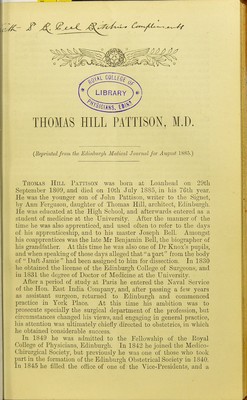 With P. R. Peel Ritchie's Compliments
ROYAL COLLEGE OF
LIBRARY
PHYSICIANS, EDINR
THOMAS HILL PATTISON, M.D.
(Reprinted from the Edinburgh Medical Journal for August 1885.)
THOMAS HILL PATTISON was born at Loanhead on 29th
September 1809, and died on 19th July 1885, in his 76th year.
He was the younger son of John Pattison, writer to the Signet,
by Ann Ferguson, daughter of Thomas Hill, architect, Edinburgh.
He was educated at the High School, and afterwards entered as a
student of medicine at the University. After the manner of the
time he was also apprenticed, and used often to refer to the days
of his apprenticeship, and to his master Joseph Bell. Amongst
his coapprentices was the late Mr Benjamin Bell, the biographer of
his grandfather. At this time he was also one of Dr Knox's pupils,
and when speaking of these days alleged that "a part" from the body
of "Daft Jamie" had been assigned to him for dissection. In 1830
he obtained the license of the Edinburgh College of Surgeons, and
in 1831 the degree of Doctor of Medicine at the University.
After a period of study at Paris he entered the Naval Service
of the Hon. East India Company, and, after passing a few years
as assistant surgeon, returned to Edinburgh and commenced
practice in York Place. At this time his ambition was to
prosecute specially the surgical department of the profession, but
circumstances changed his views, and engaging in general practice,
his attention was ultimately chiefly directed to obstetrics, in which
he obtained considerable success.
In 1849 he was admitted to the Fellowship of the Royal
College of Physicians, Edinburgh. In 1842 he joined the Medico-
Chirurgical Society, but previously he was one of those who took
part in the formation of the Edinburgh Obstetrical Society in 1840.
In 1845 he filled the office of one of the Vice-Presidents, and a